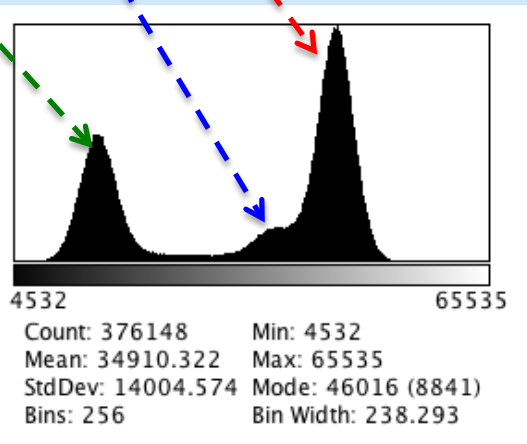 4532 65535
Count: 376148 Min: 4532
Mean: 34910.322 Max: 65535
StdDev: 14004.574 Mode: 46016 (8841)
Bins: 256 Bin Width: 238.293